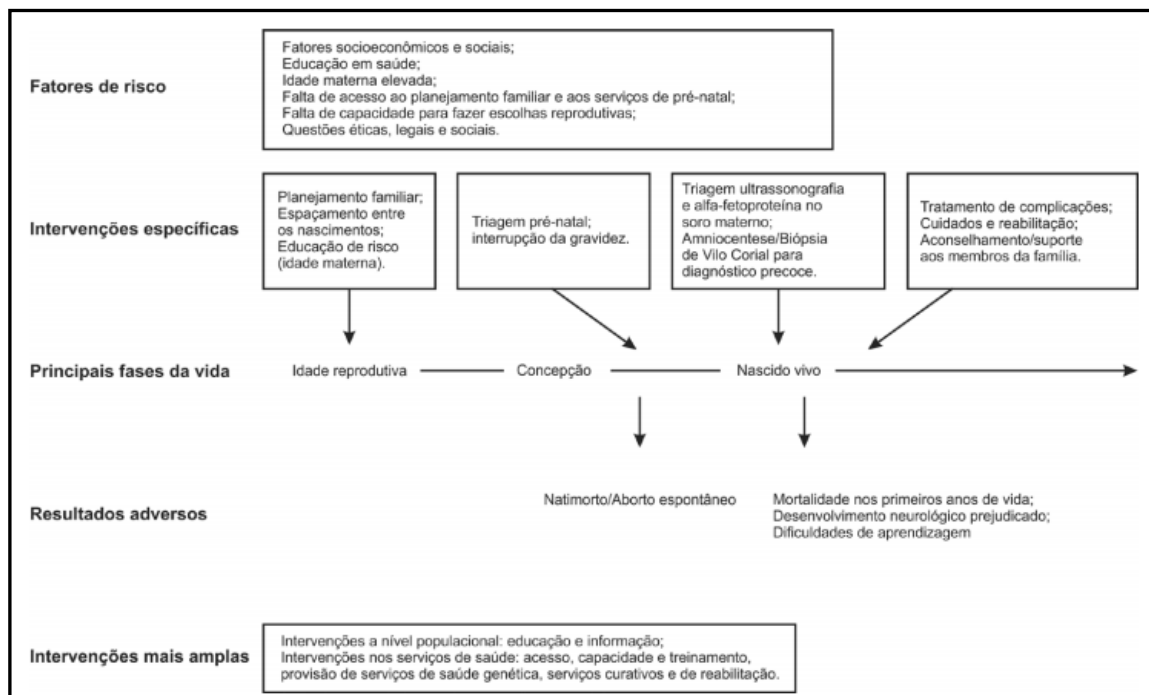 Fatores de risco
Fatores socioeconômicos e sociais;
Educação em saúde;
Idade materna elevada;
Falta de acesso ao planejamento familiar e aos serviços de pré-natal;
Falta de capacidade para fazer escolhas reprodutivas;
Questões éticas, legais e sociais.
Intervenções específicas
Planejamento familiar;
Espaçamento entre
os nascimentos;
Educação de risco
(idade materna).
Triagem pré-natal;
interrupção da gravidez.
Triagem ultrassonografia
e alfa-fetoproteína no
soro materno;
Amniocentese/Biópsia
de Vilo Corial para
diagnóstico precoce.
Tratamento de complicações;
Cuidados e reabilitação;
Aconselhamento/suporte
aos membros da família.
Principais fases da vida
Idade reprodutiva
Concepção
Nascido vivo
Resultados adversos
Natimorto/Aborto espontâneo
Mortalidade nos primeiros anos de vida;
Desenvolvimento neurológico prejudicado;
Dificuldades de aprendizagem
Intervenções mais amplas
Intervenções a nível populacional: educação e informação;
Intervenções nos serviços de saúde: acesso, capacidade e treinamento,
provisão de serviços de saúde genética, serviços curativos e de reabilitação.